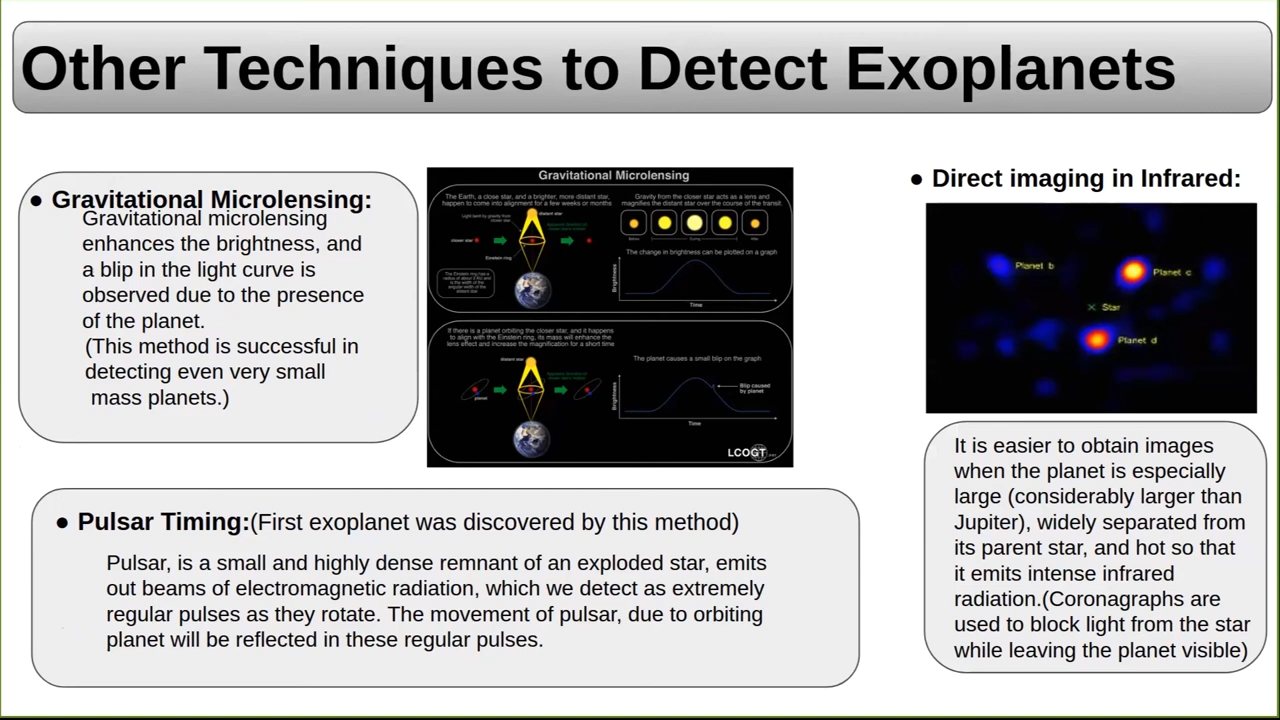 Other Techniques to Detect Exoplanets
● Gravitational Microlensing:
Gravitational microlensing
enhances the brightness, and
a blip in the light curve is
observed due to the presence
of the planet.
(This method is successful in
detecting even very small
mass planets.)
Gravitational Microlensing
The Earth, a close star, and a brighter, more distant star,
happen to come into alignment for a few weeks or months
Light bent by gravity from
closer star
distant star
closer star
Einstein ring
The Einstein ring has a
radius of about
and
is the width of the
angular width of the
distant star
Gravity from the closer star acts as a lens and
magnifies the distant star over the course of the transit.
Before
During
After
The change in brightness can be plotted on a graph
Brightness
Time
If there is a planet orbiting the closer star, and it happens
to align with the Einstein ring, its mass will enhance the
lens effect and increase the magnification for a short time
distant star
planet
The planet causes a small blip on the graph
Brightness
Blip caused
by planet
Time
LCOGT
● Direct imaging in Infrared:
Planet b
Planet c
Star
Planet d
It is easier to obtain images
when the planet is especially
large (considerably larger than
Jupiter), widely separated from
its parent star, and hot so that
it emits intense infrared
radiation.(Coronagraphs are
used to block light from the star
while leaving the planet visible)
● Pulsar Timing:(First exoplanet was discovered by this method)
Pulsar, is a small and highly dense remnant of an exploded star, emits
out beams of electromagnetic radiation, which we detect as extremely
regular pulses as they rotate. The movement of pulsar, due to orbiting
planet will be reflected in these regular pulses.